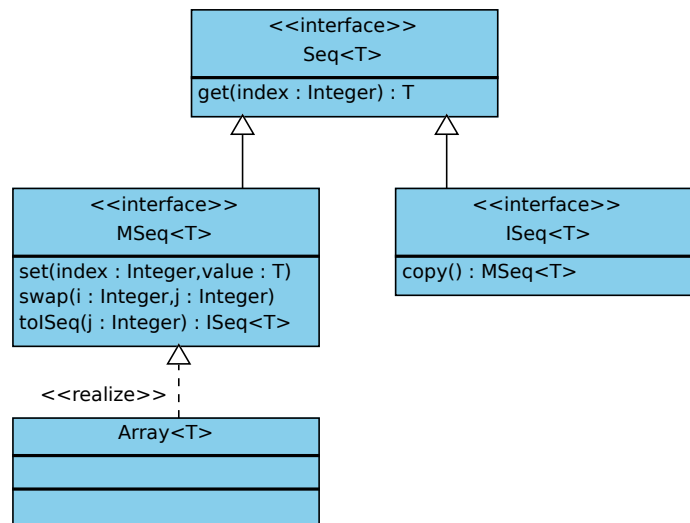 <<interface>>
Seq<T>
get(index : Integer) : T
<<interface>>
MSeq<T>
set(index : Integer,value : T)
swap(i : Integer,j : Integer)
toISeq(j : Integer) : ISeq<T>
<<interface>>
ISeq<T>
copy() : MSeq<T>
<<realize>>
Array<T>